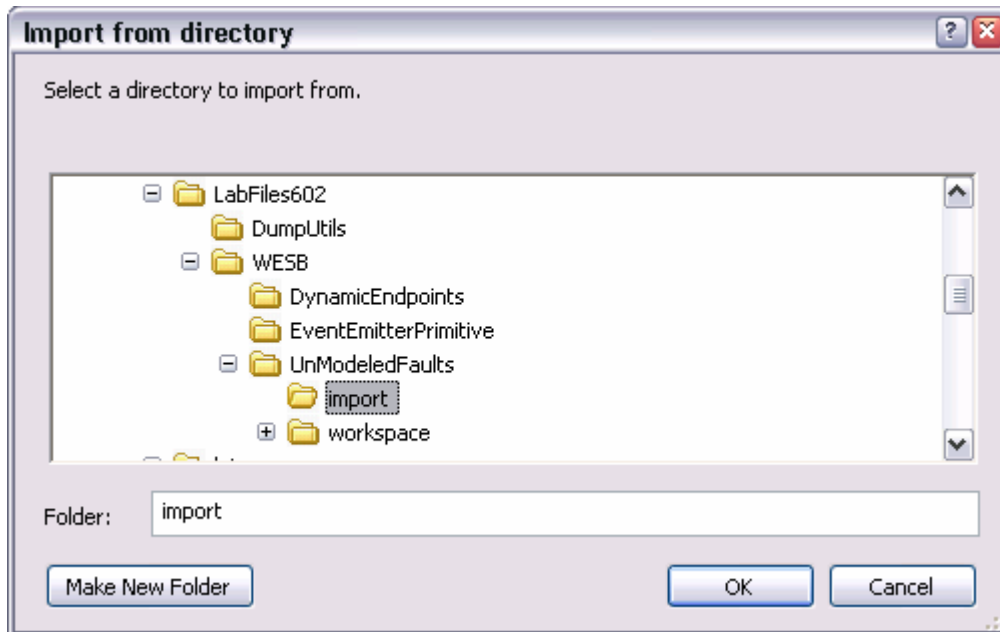 Import from directory
Select a directory to import from.
LabFiles602
DumpUtils
WESB
DynamicEndpoints
EventEmitterPrimitive
UnModeledFaults
import
workspace
Folder: import
Make New Folder OK Cancel